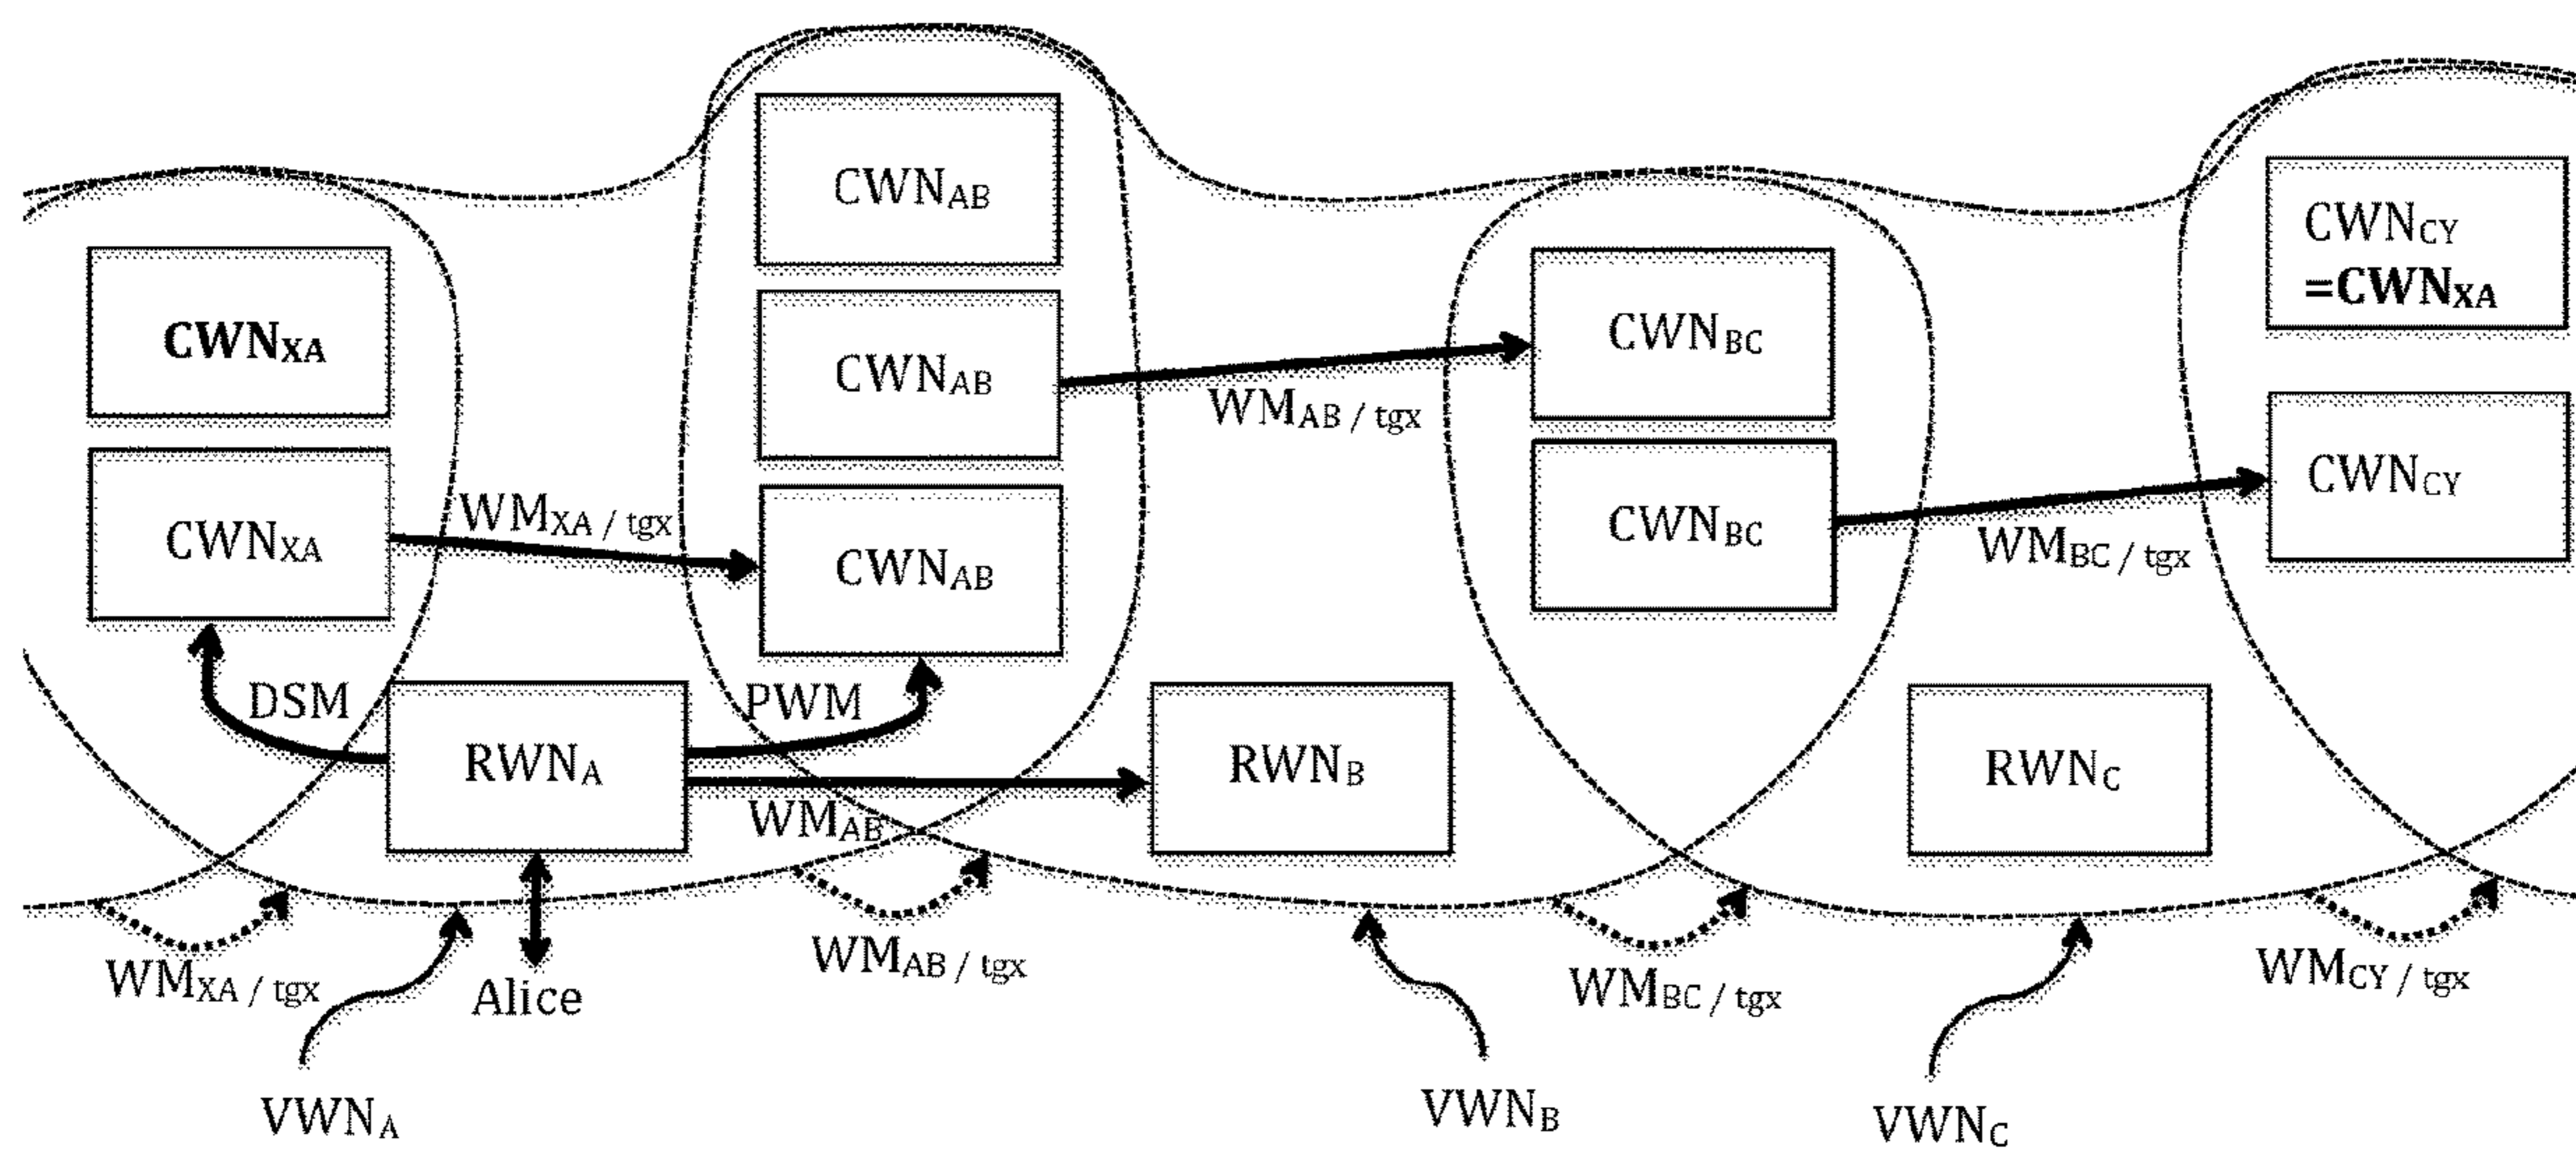 CWNAB
CWNCY
=CWNXA
CWNXA
CWNAB
CWNBC
WMAB / tgx
CWNCY
WMXA / tgx
CWNXA
CWNAB
CWNBC
WMBC / tgx
DSM
PWM
RWNA
RWNB
RWNC
WMAB
WMXA / tgx
Alice
WMAB / tgx
WMBC / tgx
WMCY / tgx
VWNA
VWNB
VWNC